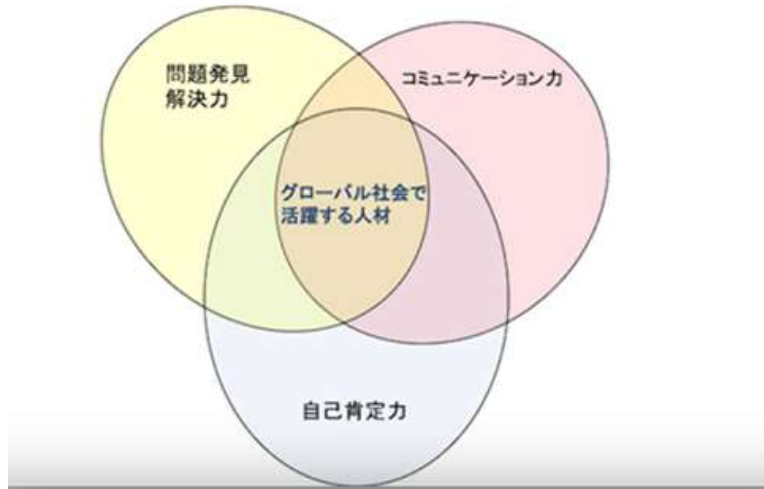 問題発見
解決力
コミュニケーション力
グローバル社会で
活躍する人材
自己肯定力